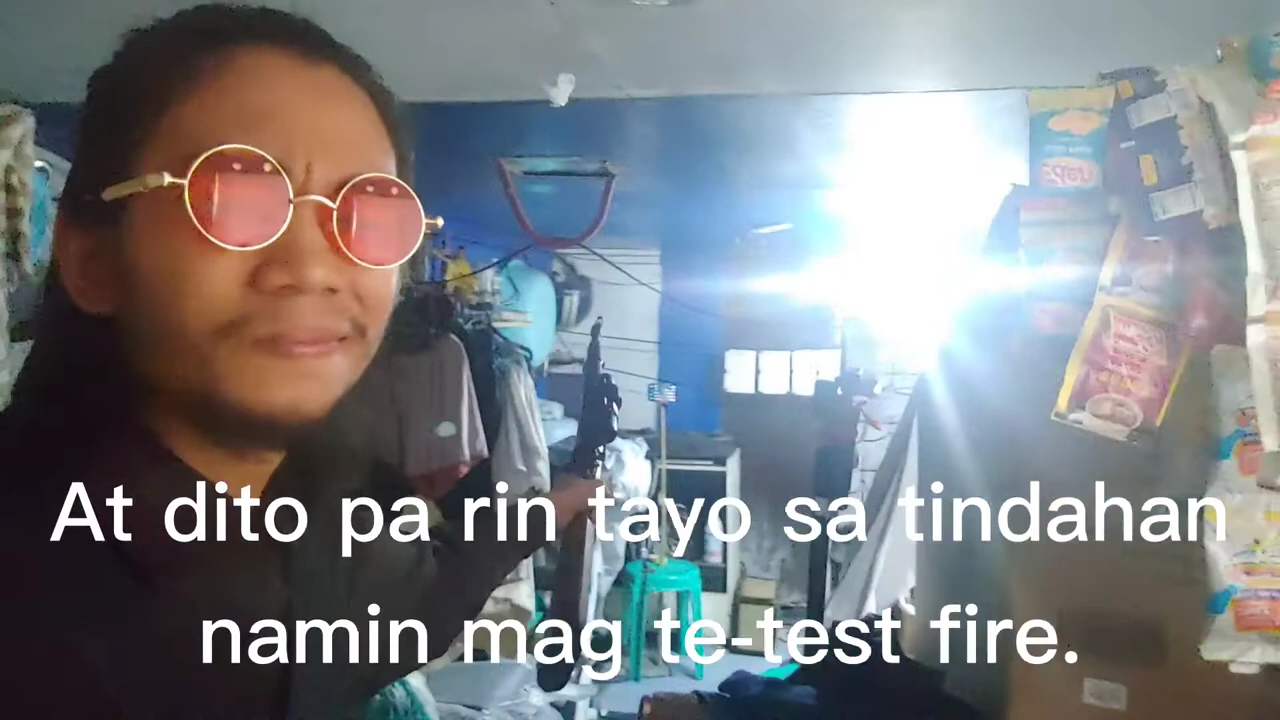 At dito pa rin tayo sa tindahan
namin mag te-test fire.